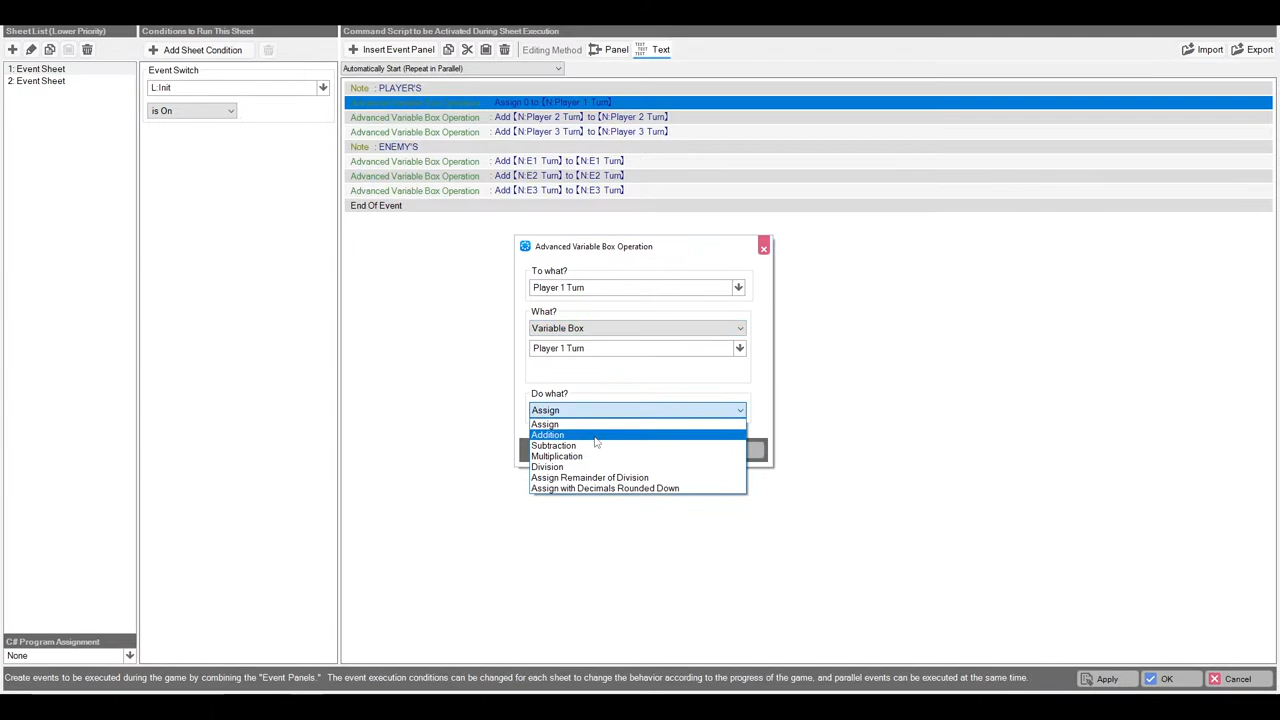 Sheet List (Lower Priority)
Conditions to Run This Sheet
Command Script to be Activated During Sheet Execution
Add Sheet Condition
Insert Event Panel
Editing Method
Panel
Text
Import
Export
1: Event Sheet
2: Event Sheet
Event Switch
L:Init
is On
Automatically Start (Repeat in Parallel)
Note : PLAYER'S
Advanced Variable Box Operation : Assign 0 to【N:Player 1 Turn】
Advanced Variable Box Operation : Add【N:Player 2 Turn】to【N:Player 2 Turn】
Advanced Variable Box Operation : Add【N:Player 3 Turn】to【N:Player 3 Turn】
Note : ENEMY'S
Advanced Variable Box Operation : Add【N:E1 Turn】to【N:E1 Turn】
Advanced Variable Box Operation : Add【N:E2 Turn】to【N:E2 Turn】
Advanced Variable Box Operation : Add【N:E3 Turn】to【N:E3 Turn】
End Of Event
Advanced Variable Box Operation
To what?
Player 1 Turn
What?
Variable Box
Player 1 Turn
Do what?
Assign
Assign
Addition
Subtraction
Multiplication
Division
Assign Remainder of Division
Assign with Decimals Rounded Down
C# Program Assignment
None
Create events to be executed during the game by combining the "Event Panels." The event execution conditions can be changed for each sheet to change the behavior according to the progress of the game, and parallel events can be executed at the same time.
Apply
OK
Cancel